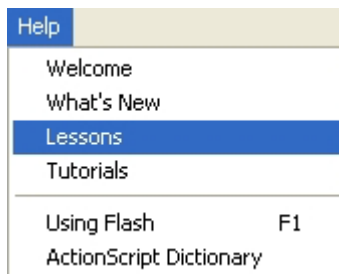 Help
Welcome
What's New
Lessons
Tutorials
Using Flash F1
ActionScript Dictionary